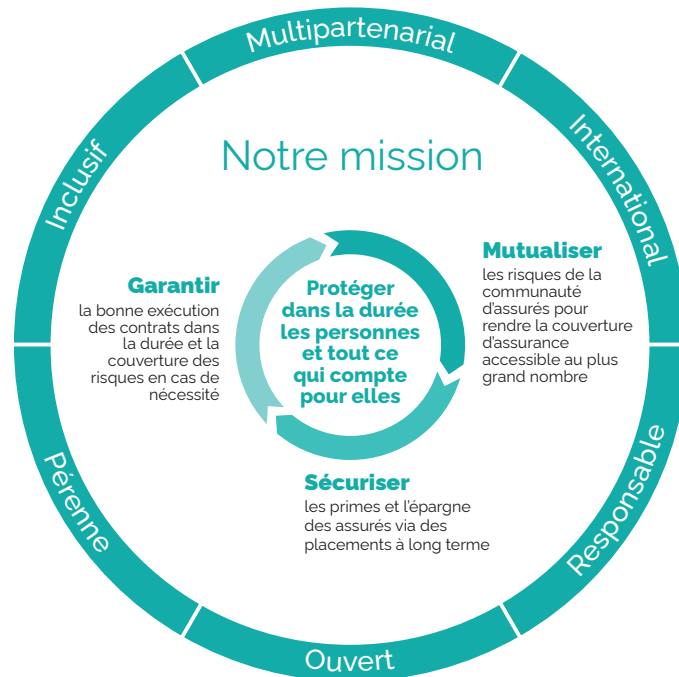 Multipartenarial
International
Inclusif
Notre mission
Mutualiser
les risques de la
communauté
d'assurés pour
rendre la couverture
d'assurance
accessible au plus
grand nombre
Garantir
la bonne exécution
des contrats dans
la durée et la
couverture des
risques en cas de
nécessité
Protéger
dans la durée
les personnes
et tout ce
qui compte
pour elles
Sécuriser
les primes et l'épargne
des assurés via des
placements à long terme
Pérenne
Responsable
Ouvert